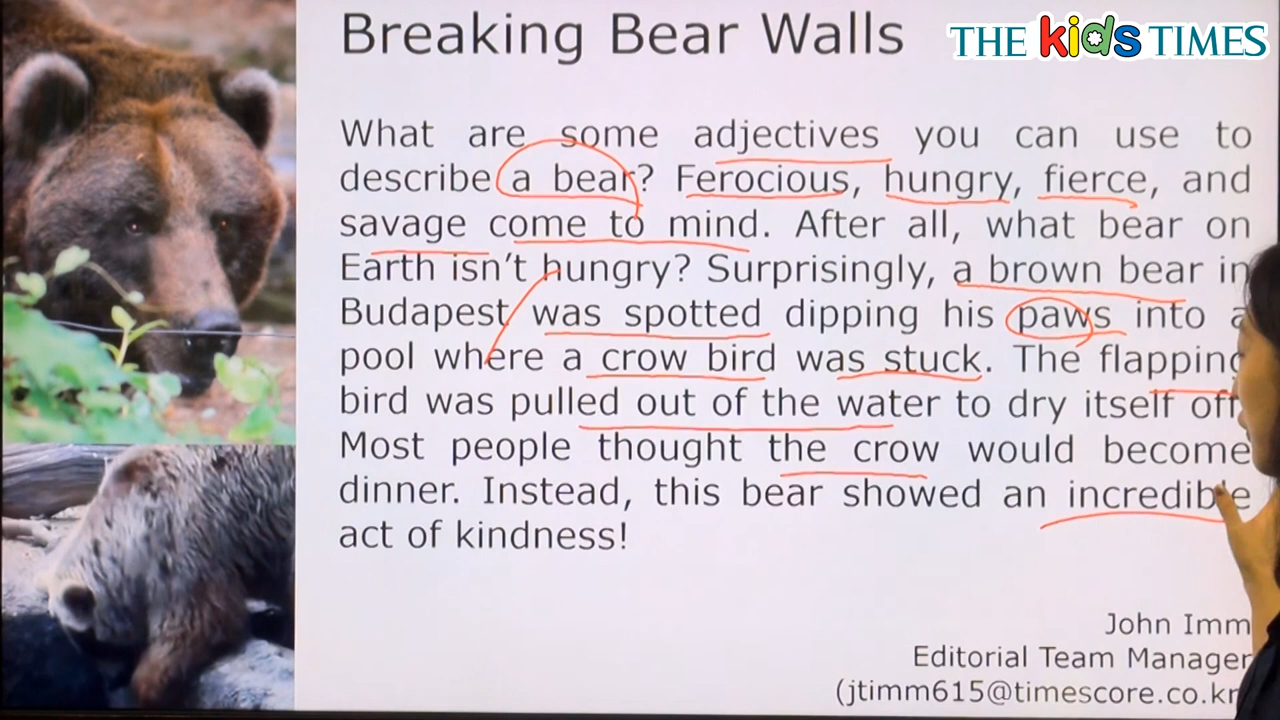 Breaking Bear Walls
THE kids TIMES
What are some adjectives you can use to
describe a bear? Ferocious, hungry, fierce, and
savage come to mind. After all, what bear on
Earth isn't hungry? Surprisingly, a brown bear in
Budapest was spotted dipping his paws into a
pool where a crow bird was stuck. The flapping
bird was pulled out of the water to dry itself off.
Most people thought the crow would become
dinner. Instead, this bear showed an incredible
act of kindness!
John Imm
Editorial Team Manager
(jtimm615@timescore.co.kr